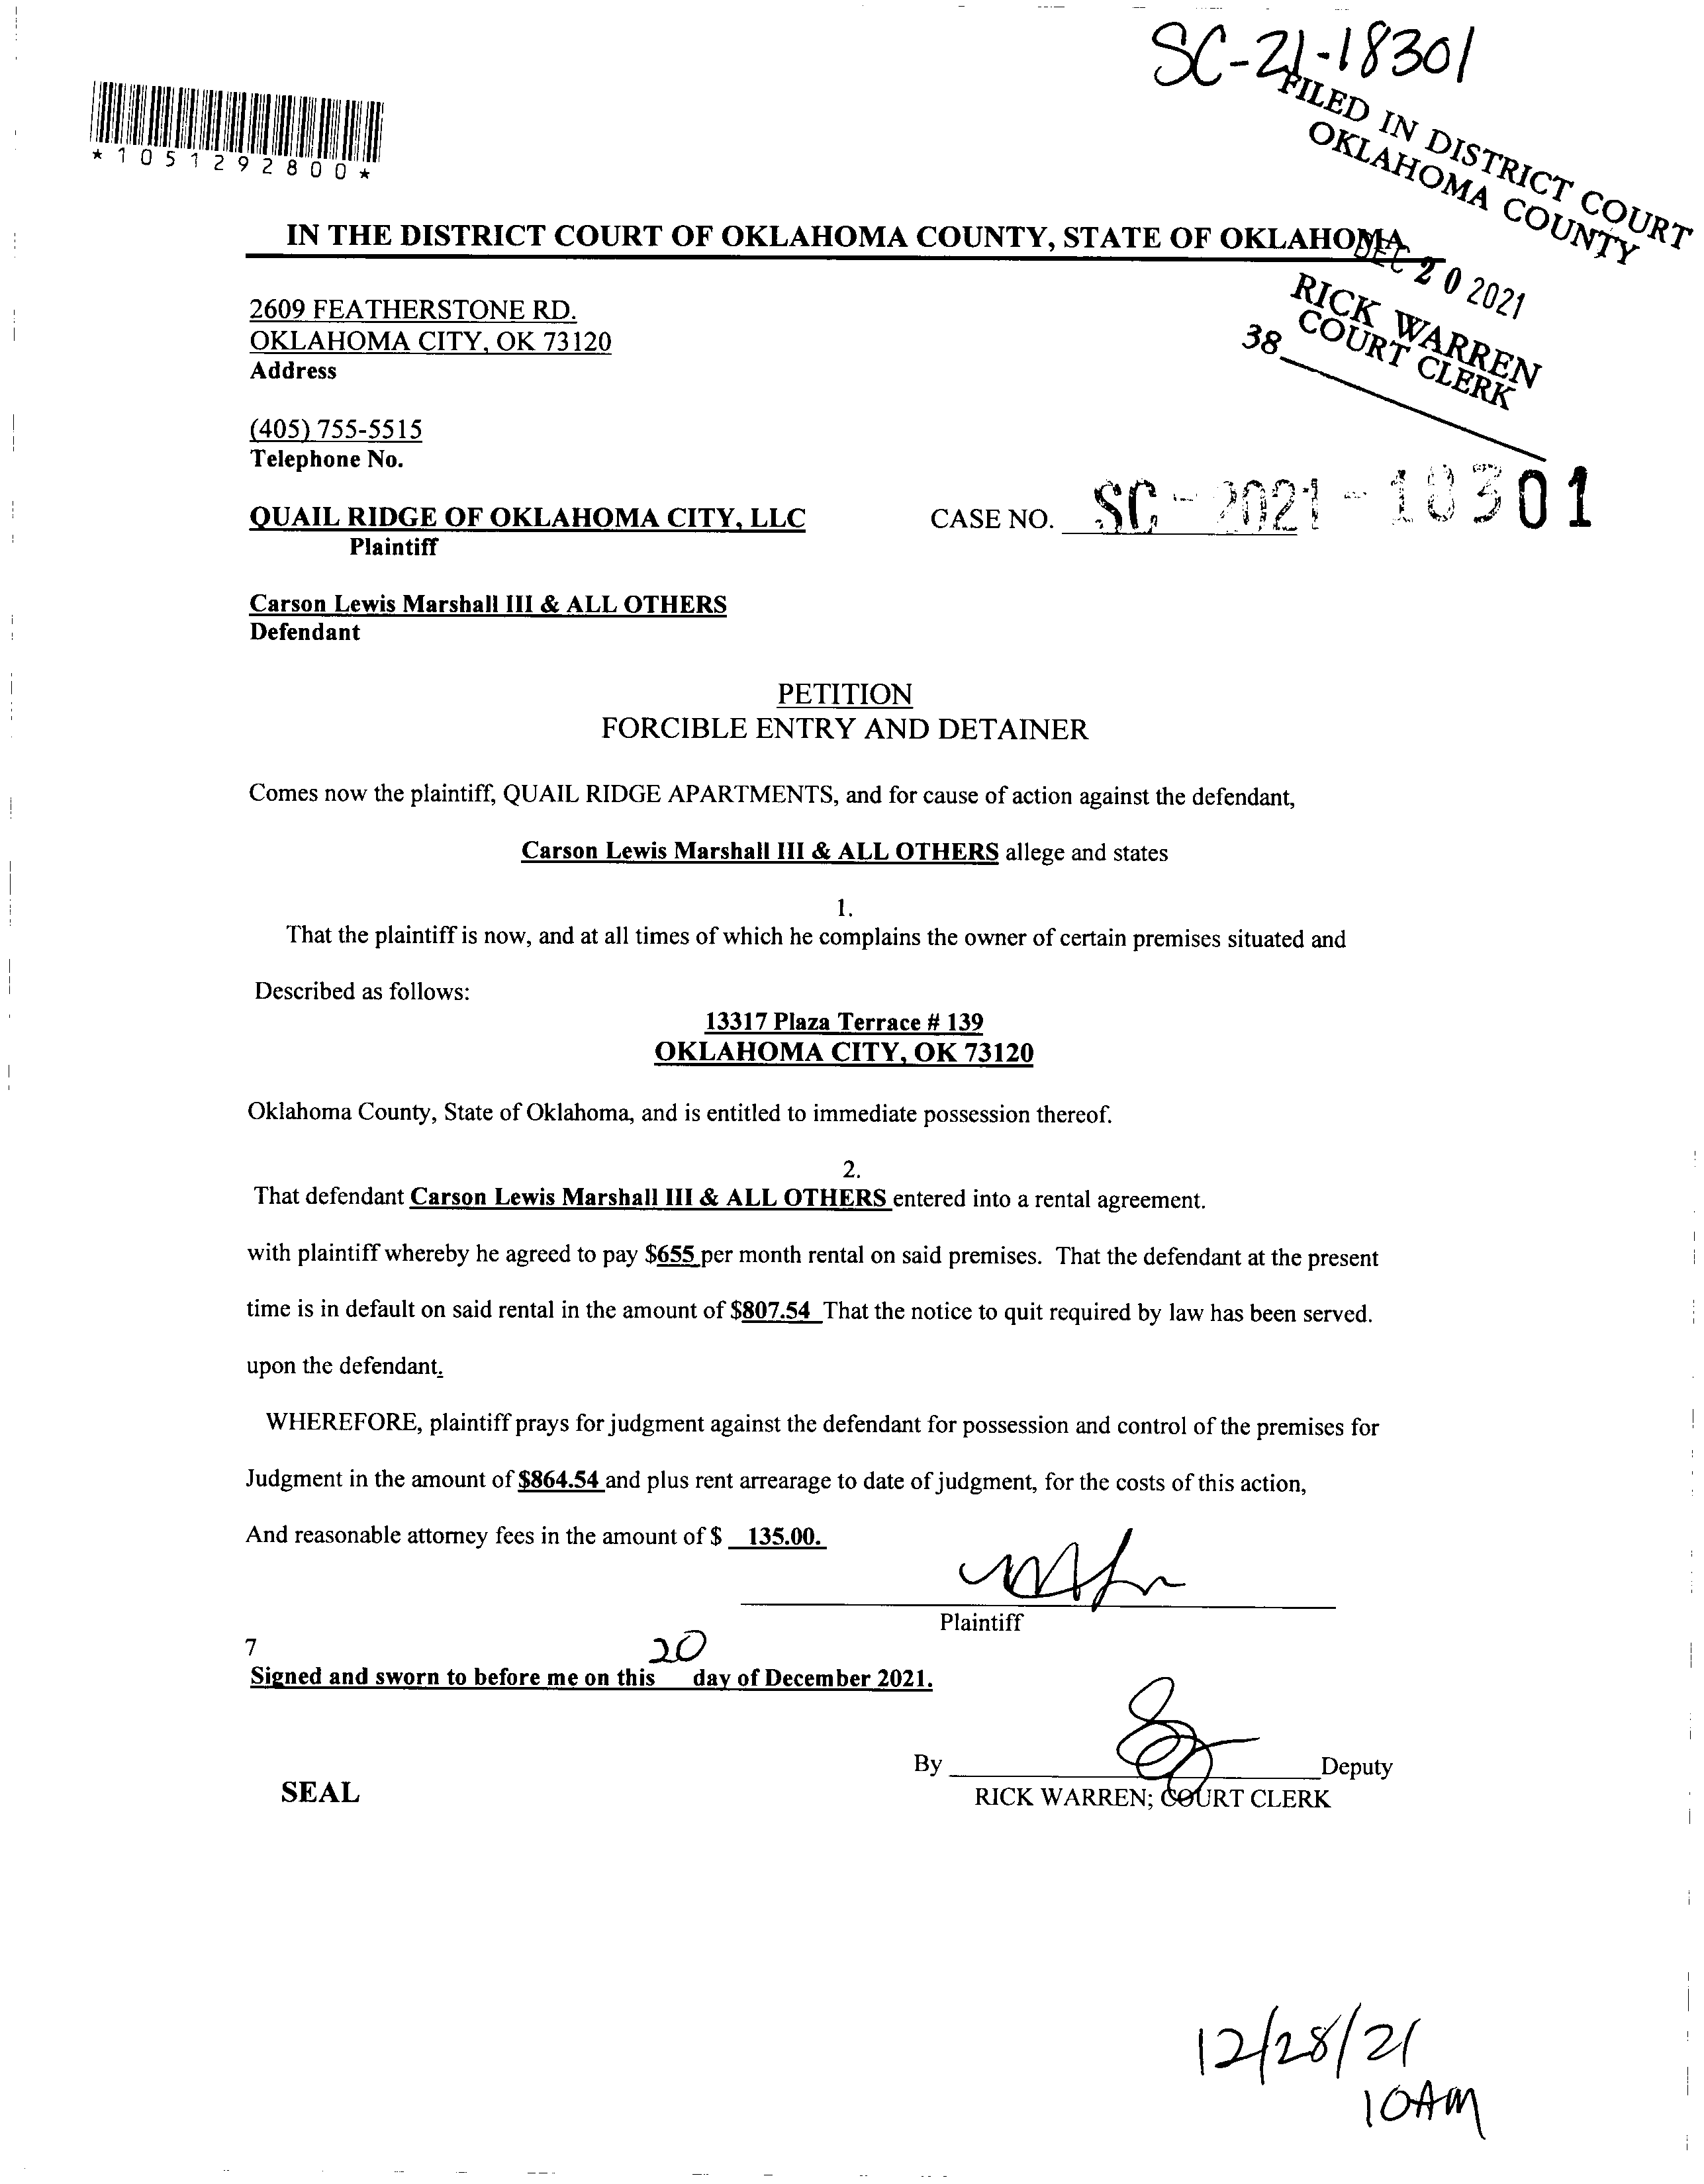 SC-21-18301
*1051292800*
FILED IN DISTRICT COURT
OKLAHOMA COUNTY
IN THE DISTRICT COURT OF OKLAHOMA COUNTY, STATE OF OKLAHOMA
DEC 20 2021
2609 FEATHERSTONE RD.
OKLAHOMA CITY, OK 73120
Address
RICK WARREN
COURT CLERK
38
(405) 755-5515
Telephone No.
QUAIL RIDGE OF OKLAHOMA CITY, LLC CASE NO. SC - 2021 - 18301
Plaintiff
Carson Lewis Marshall III & ALL OTHERS
Defendant
PETITION
FORCIBLE ENTRY AND DETAINER
Comes now the plaintiff, QUAIL RIDGE APARTMENTS, and for cause of action against the defendant,
Carson Lewis Marshall III & ALL OTHERS allege and states
1.
That the plaintiff is now, and at all times of which he complains the owner of certain premises situated and
Described as follows:
13317 Plaza Terrace # 139
OKLAHOMA CITY, OK 73120
Oklahoma County, State of Oklahoma, and is entitled to immediate possession thereof.
2.
That defendant Carson Lewis Marshall III & ALL OTHERS entered into a rental agreement.
with plaintiff whereby he agreed to pay $655 per month rental on said premises. That the defendant at the present
time is in default on said rental in the amount of $807.54 That the notice to quit required by law has been served.
upon the defendant.
WHEREFORE, plaintiff prays for judgment against the defendant for possession and control of the premises for
Judgment in the amount of $864.54 and plus rent arrearage to date of judgment, for the costs of this action,
And reasonable attorney fees in the amount of $ 135.00.
Plaintiff
7
Signed and sworn to before me on this 20 day of December 2021.
By Deputy
SEAL
RICK WARREN; COURT CLERK
12/28/21
10AM